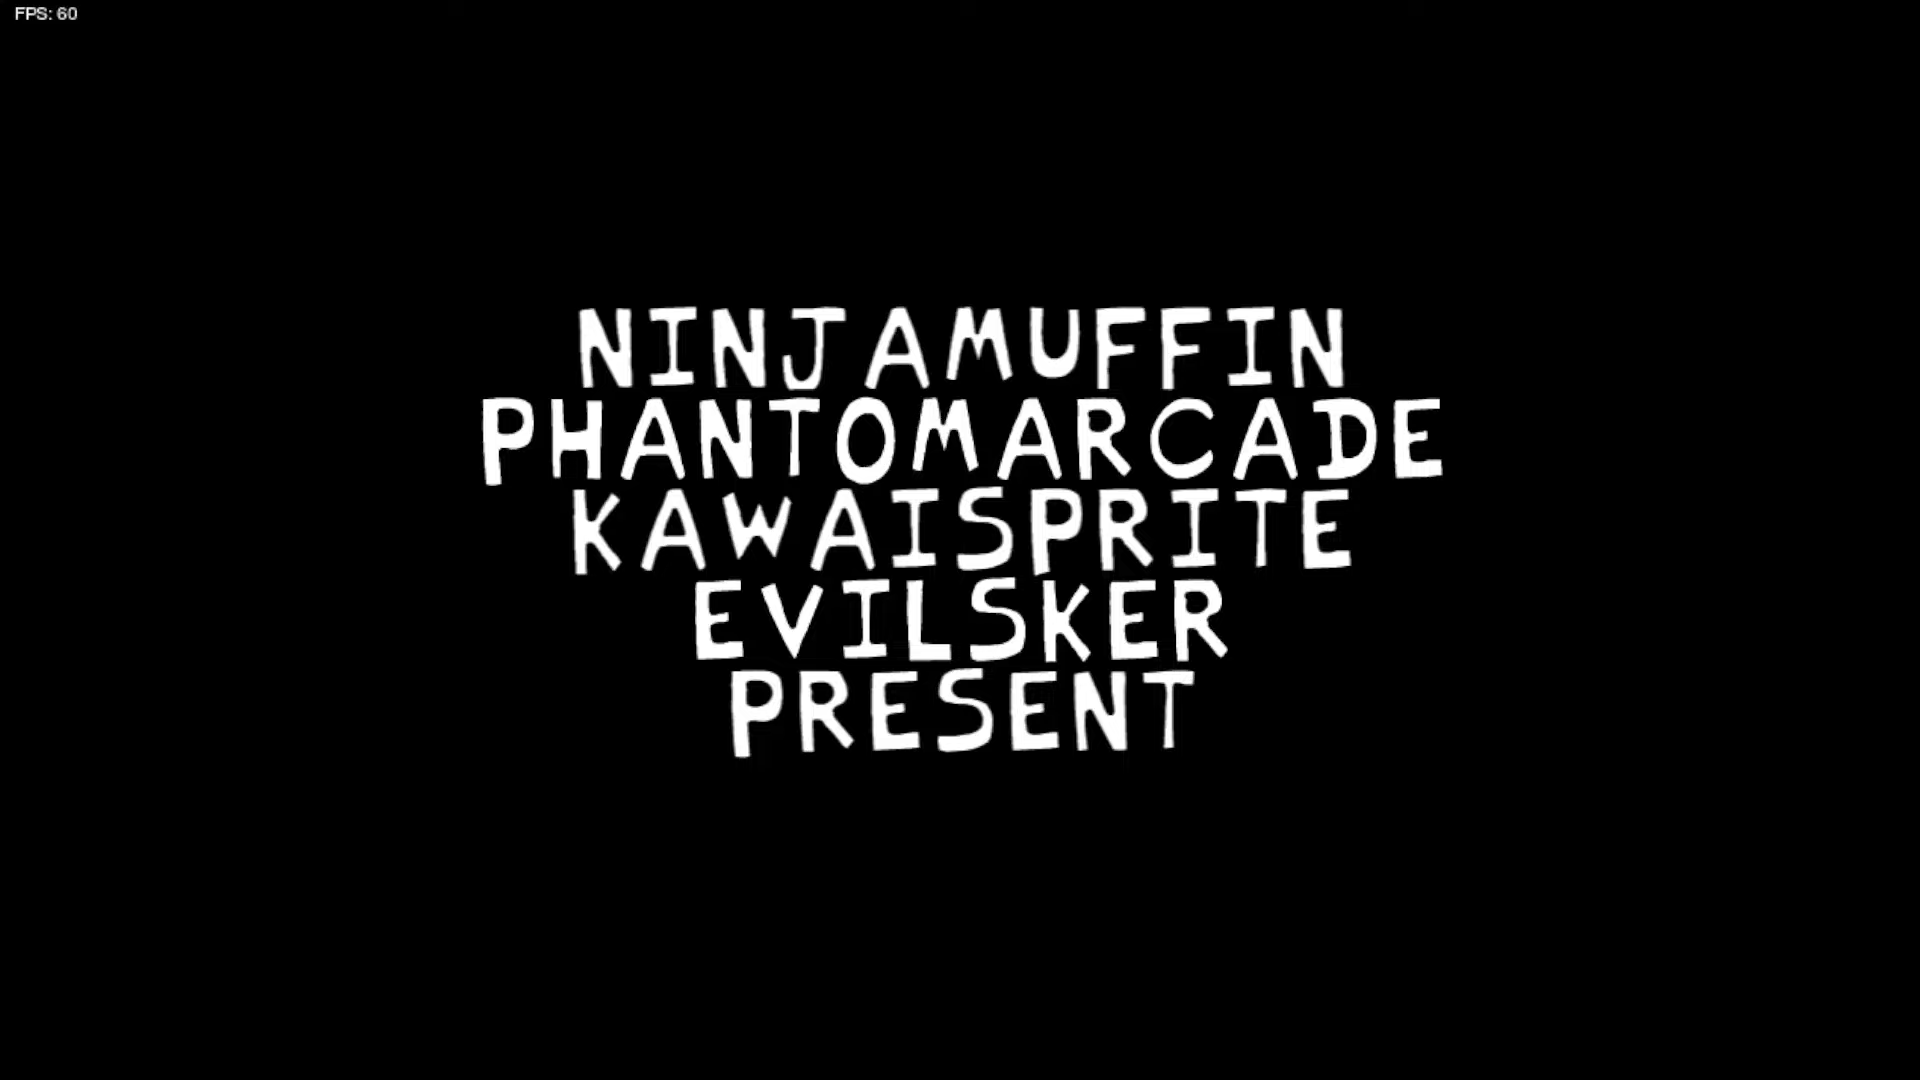 FPS: 60
NINJAMUFFIN
PHANTOMARCADE
KAWAISPRITE
EVILSKER
PRESENT